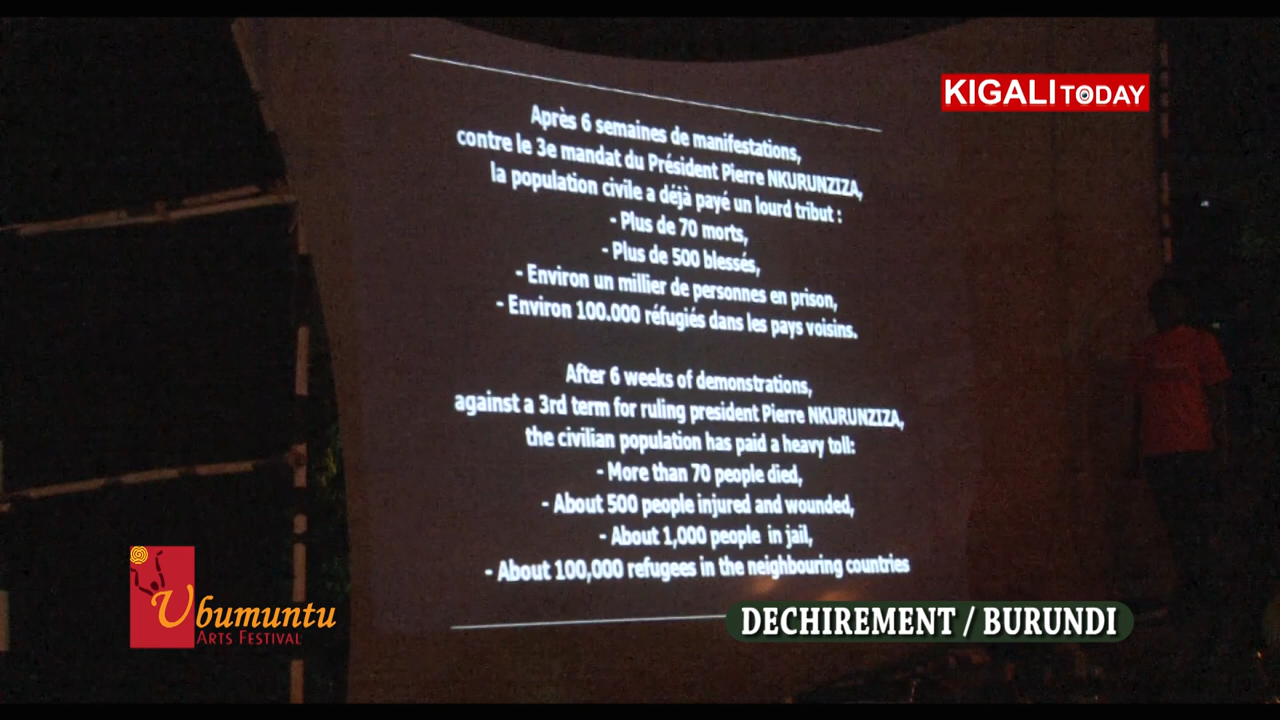 KIGALI TODAY
Après 6 semaines de manifestations,
contre le 3e mandat du Président Pierre NKURUNZIZA,
la population civile a déjà payé un lourd tribut :
- Plus de 70 morts,
- Plus de 500 blessés,
- Environ un millier de personnes en prison,
- Environ 100.000 réfugiés dans les pays voisins.
After 6 weeks of demonstrations,
against a 3rd term for ruling president Pierre NKURUNZIZA,
the civilian population has paid a heavy toll:
- More than 70 people died,
- About 500 people injured and wounded,
- About 1,000 people in jail,
- About 100,000 refugees in the neighbouring countries
Ubumuntu
ARTS FESTIVAL
DECHIREMENT / BURUNDI